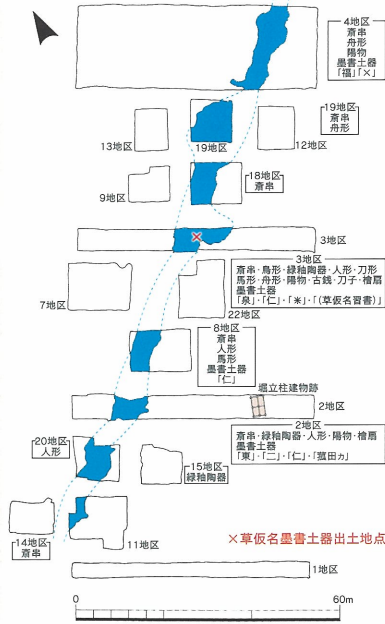 4地区
斎串
舟形
陽物
墨書土器
「福」「×」
19地区
斎串
舟形
13地区
19地区
12地区
18地区
斎串
9地区
3地区
3地区
斎串・鳥形・緑釉陶器・人形・刀形
馬形・舟形・陽物・古銭・刀子・檜扇
墨書土器
「泉」・「仁」・「米」・「(草仮名習書)」
7地区
22地区
8地区
斎串
人形
馬形
墨書土器
「仁」
堀立柱建物跡
2地区
2地区
斎串・緑釉陶器・人形・陽物・檜扇
墨書土器
「東」・「二」・「仁」・「菰田ヵ」
20地区
人形
15地区
緑釉陶器
14地区
斎串
11地区
×草仮名墨書土器出土地点
1地区
0
60m